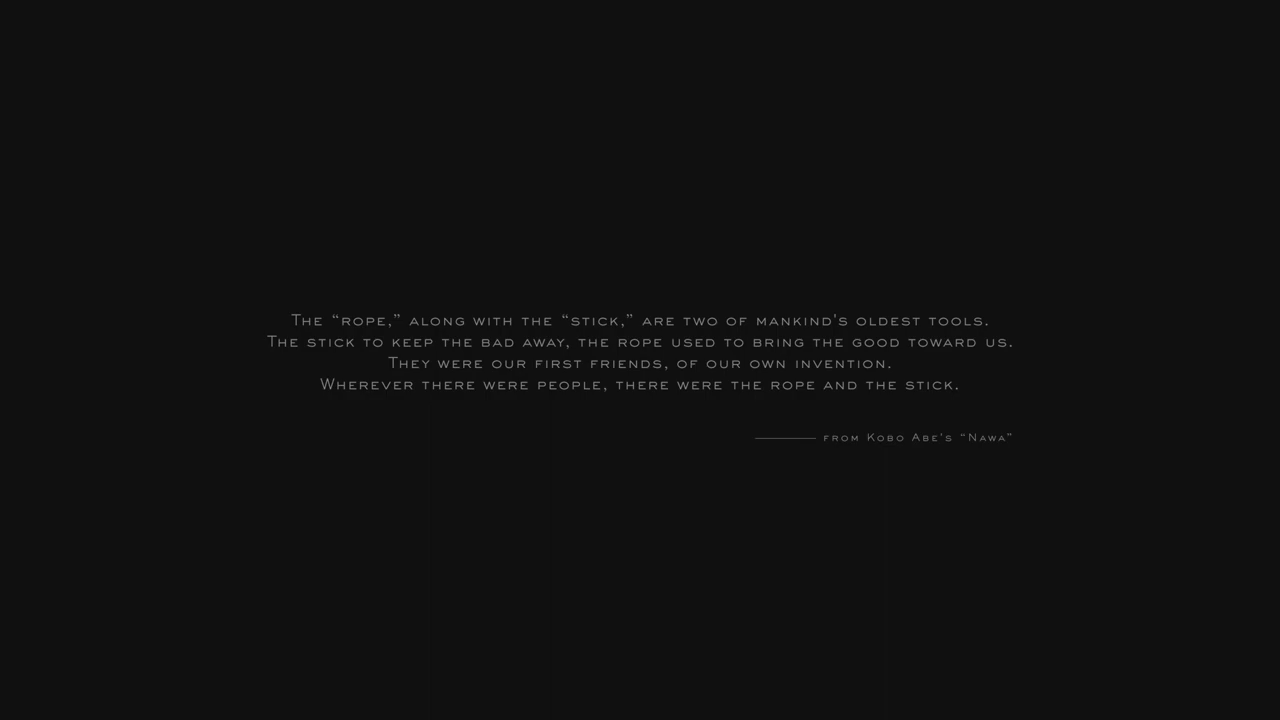 The “rope,” along with the “stick,” are two of mankind's oldest tools.
The stick to keep the bad away, the rope used to bring the good toward us.
They were our first friends, of our own invention.
Wherever there were people, there were the rope and the stick.
——— from Kobo Abe's “Nawa”